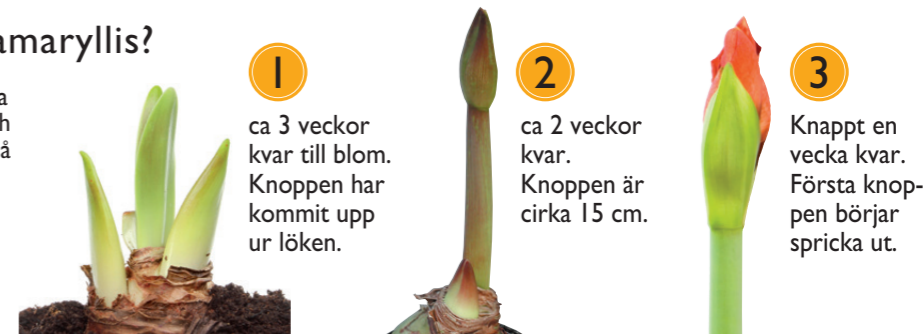 amaryllis?
a
h
å
1
ca 3 veckor
kvar till blom.
Knoppen har
kommit upp
ur löken.
2
ca 2 veckor
kvar.
Knoppen är
cirka 15 cm.
3
Knappt en
vecka kvar.
Första knop-
pen börjar
spricka ut.